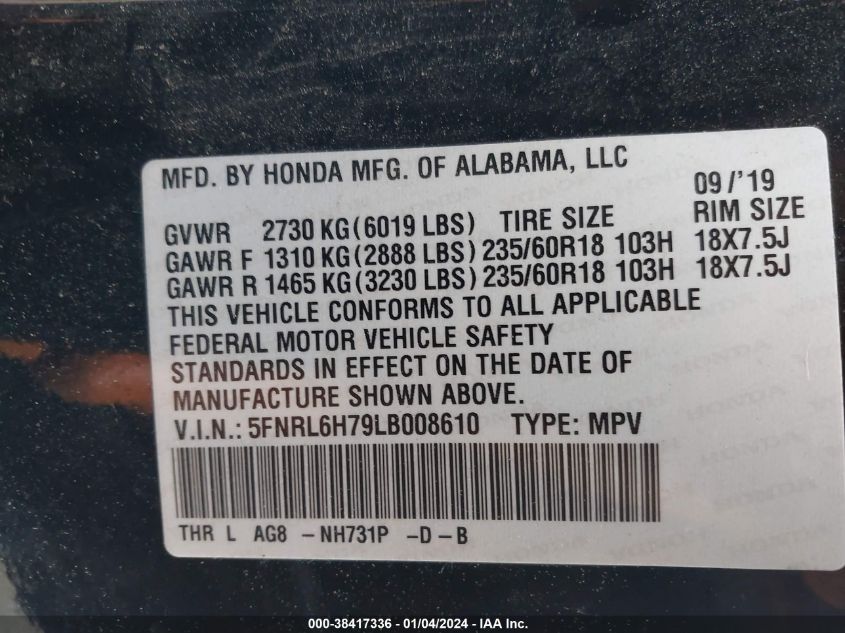 MFD. BY HONDA MFG. OF ALABAMA, LLC 09/'19
GVWR 2730 KG (6019 LBS) TIRE SIZE RIM SIZE
GAWR F 1310 KG (2888 LBS) 235/60R18 103H 18X7.5J
GAWR R 1465 KG (3230 LBS) 235/60R18 103H 18X7.5J
THIS VEHICLE CONFORMS TO ALL APPLICABLE
FEDERAL MOTOR VEHICLE SAFETY
STANDARDS IN EFFECT ON THE DATE OF
MANUFACTURE SHOWN ABOVE.
V.I.N.: 5FNRL6H79LB008610 TYPE: MPV
THR L AG8 -NH731P -D-B
000-38417336 - 01/04/2024 - IAA Inc.